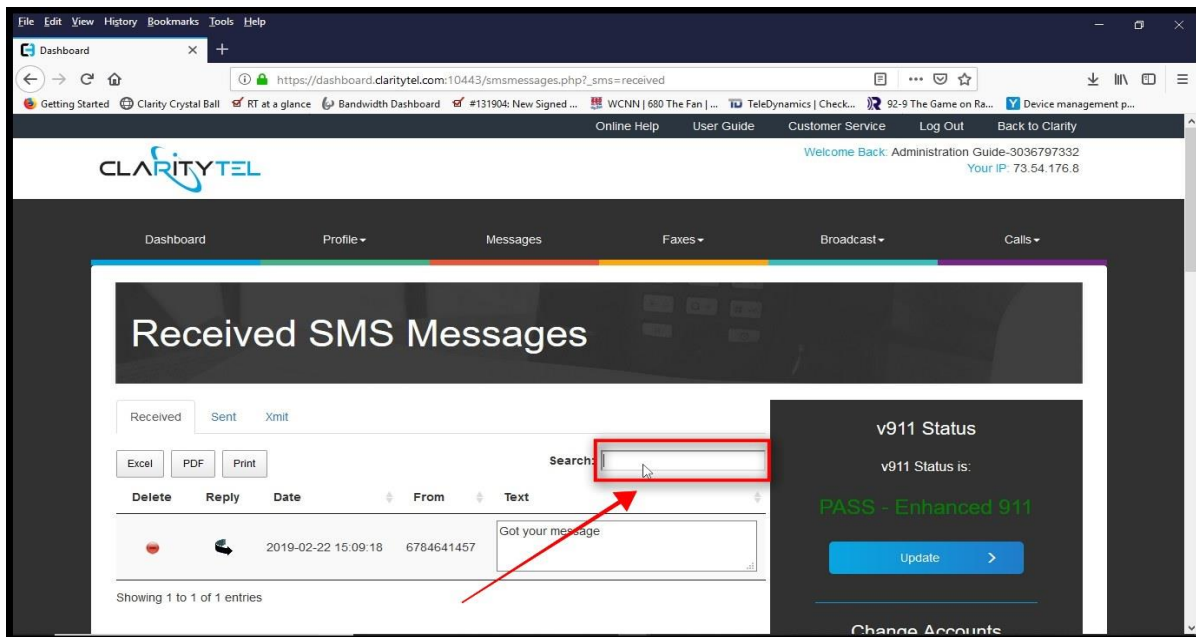 File Edit View History Bookmarks Tools Help
Dashboard
https://dashboard.claritytel.com:10443/smsmessages.php?_sms=received
Getting Started Clarity Crystal Ball RT at a glance Bandwidth Dashboard #131904: New Signed ... WCNN | 680 The Fan | ... TeleDynamics | Check... 92-9 The Game on Ra... Device management p...
Online Help User Guide Customer Service Log Out Back to Clarity
CLARITYTEL
Welcome Back: Administration Guide-3036797332
Your IP: 73.54.176.8
Dashboard Profile Messages Faxes Broadcast Calls
Received SMS Messages
Received Sent Xmit
Excel PDF Print Search:
Delete Reply Date From Text
2019-02-22 15:09:18 6784641457 Got your message
Showing 1 to 1 of 1 entries
v911 Status
v911 Status is:
PASS - Enhanced 911
Update
Change Accounts